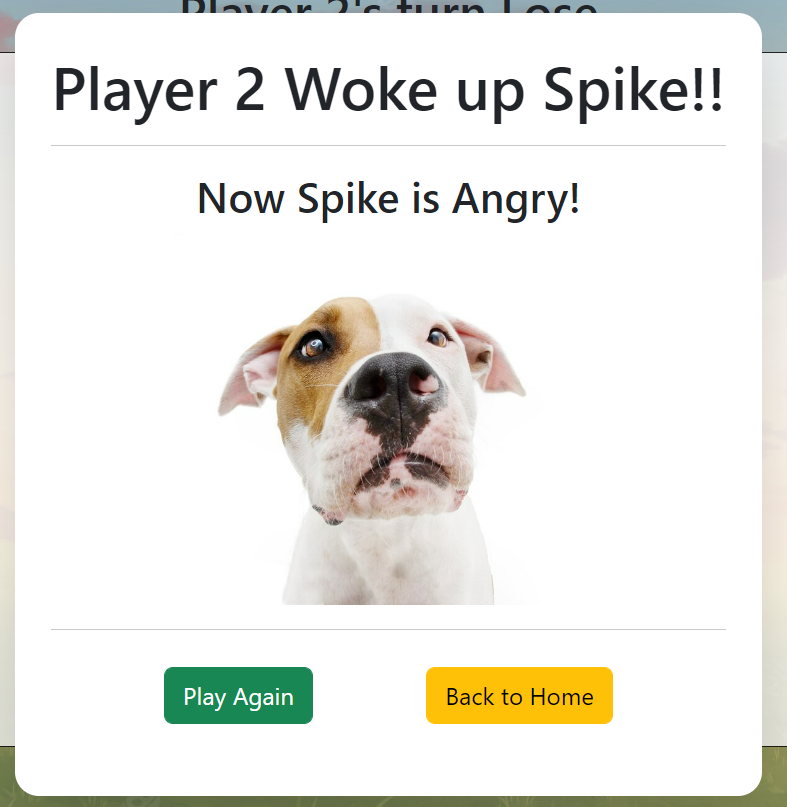 Player 2's turn Lose
Player 2 Woke up Spike!!
Now Spike is Angry!
Play Again
Back to Home